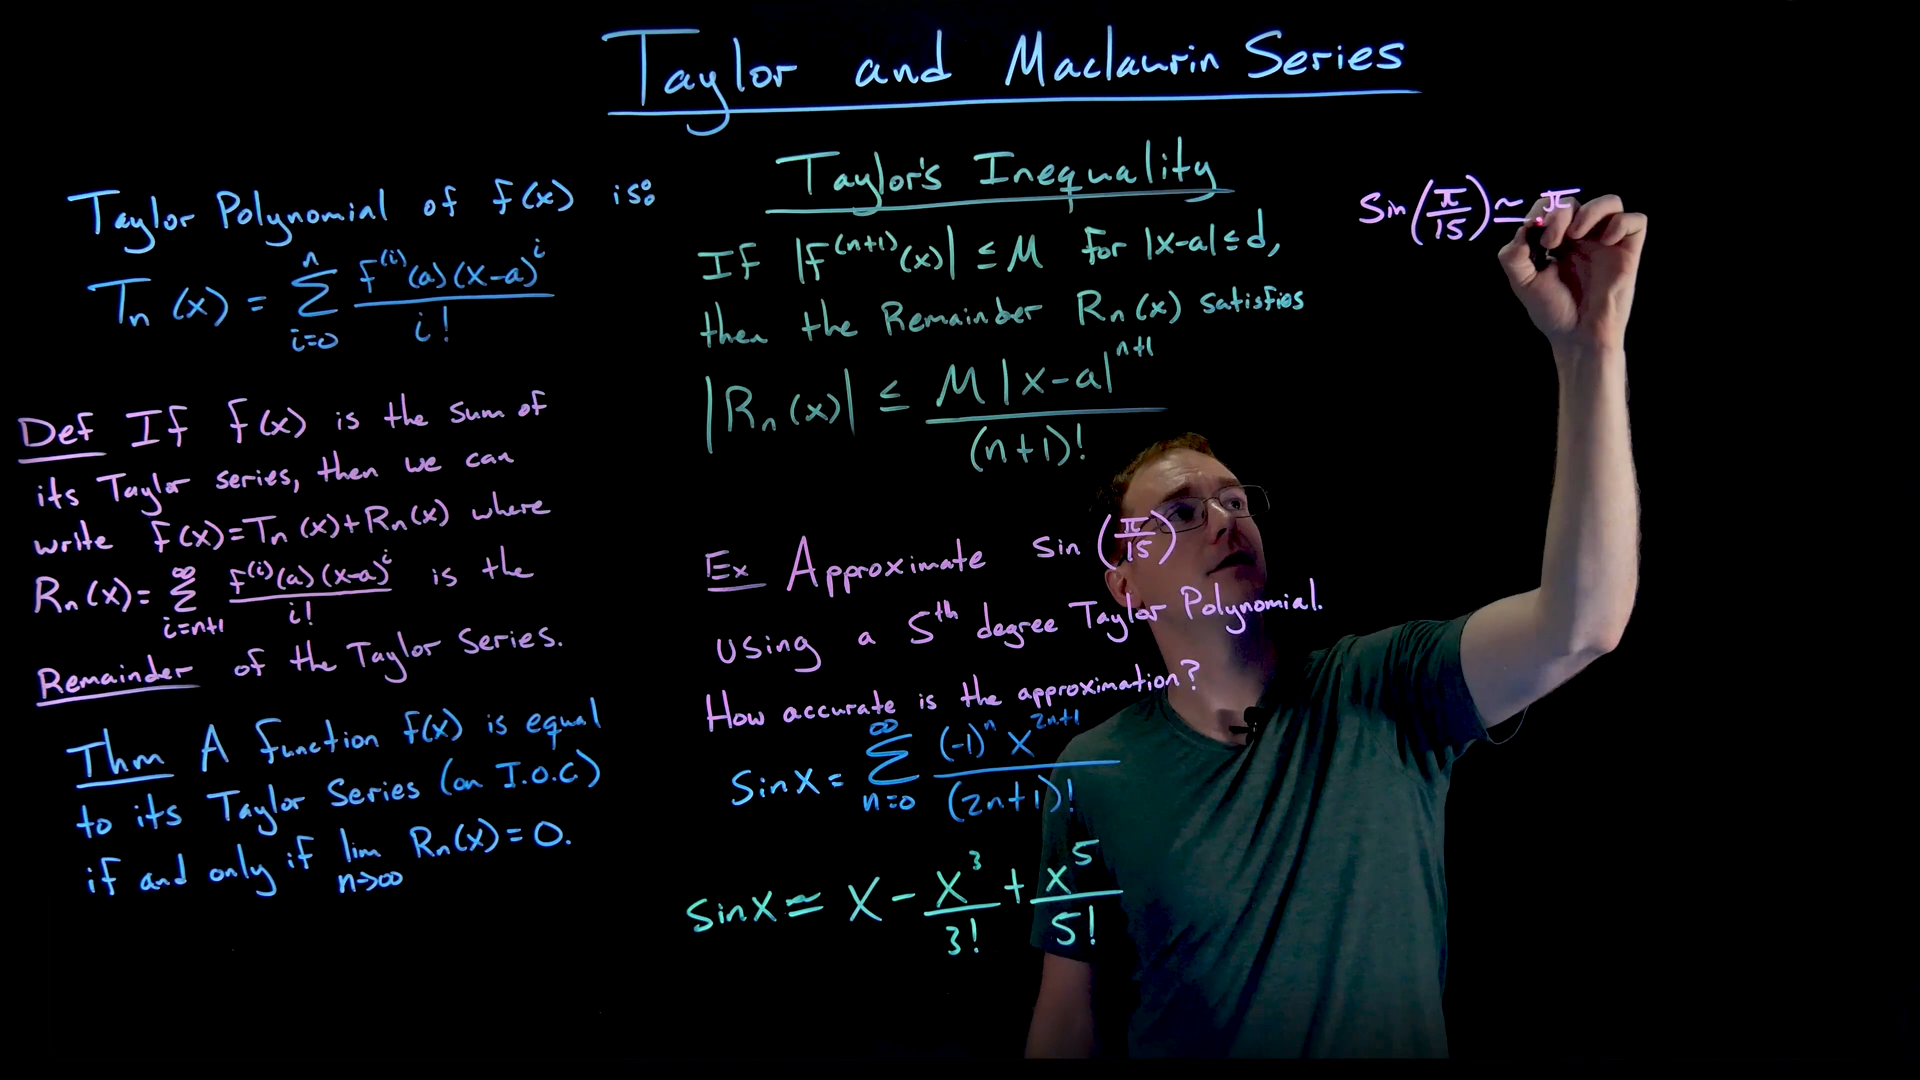 Taylor and Maclaurin Series
Taylor Polynomial of f(x) is:
Tn(x) = Σ_{i=0}^{n} f^(i)(a)(x-a)^i / i!
Def If f(x) is the sum of
its Taylor series, then we can
write f(x)=Tn(x)+Rn(x) where
Rn(x)= Σ_{i=n+1}^{∞} f^(i)(a)(x-a)^i / i! is the
Remainder of the Taylor Series.
Thm A function f(x) is equal
to its Taylor Series (on I.O.C)
if and only if lim_{n→∞} Rn(x)=0.
Taylor's Inequality
If |f^(n+1)(x)| ≤ M for |x-a| ≤ d,
then the Remainder Rn(x) satisfies
|Rn(x)| ≤ M|x-a|^{n+1} / (n+1)!
Ex Approximate sin(π/15)
using a 5th degree Taylor Polynomial.
How accurate is the approximation?
Sinx = Σ_{n=0}^{∞} (-1)^n x^{2n+1} / (2n+1)!
Sinx ≃ x - x^3/3! + x^5/5!
Sin(π/15) ≃ π